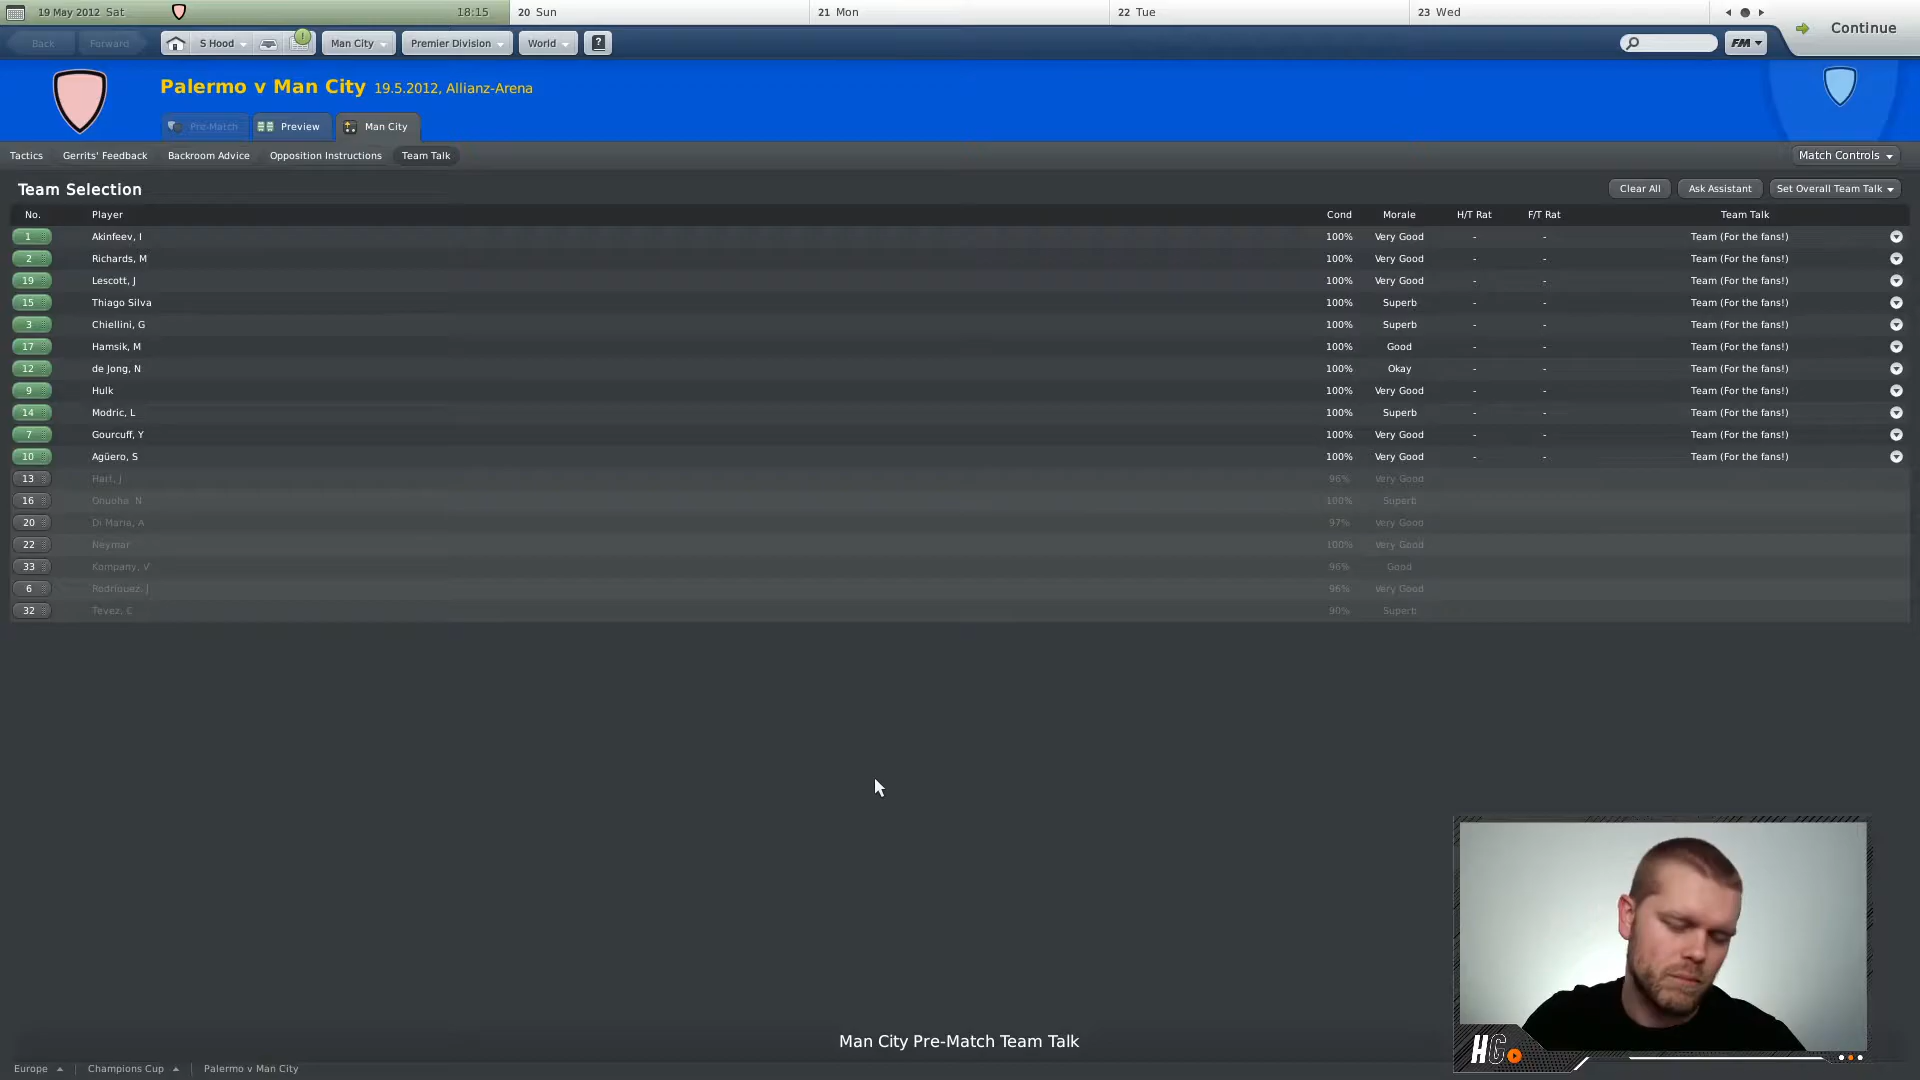 19 May 2012 Sat 18:15 20 Sun 21 Mon 22 Tue 23 Wed
Continue
Back Forward S Hood Man City Premier Division World ? FM
Palermo v Man City 19.5.2012, Allianz-Arena
Pre-Match Preview Man City
Tactics Gerrits' Feedback Backroom Advice Opposition Instructions Team Talk Match Controls
Team Selection Clear All Ask Assistant Set Overall Team Talk
No. Player Cond Morale H/T Rat F/T Rat Team Talk
1 Akinfeev, I 100% Very Good - - Team (For the fans!)
2 Richards, M 100% Very Good - - Team (For the fans!)
19 Lescott, J 100% Very Good - - Team (For the fans!)
15 Thiago Silva 100% Superb - - Team (For the fans!)
3 Chiellini, G 100% Superb - - Team (For the fans!)
17 Hamsik, M 100% Good - - Team (For the fans!)
12 de Jong, N 100% Okay - - Team (For the fans!)
9 Hulk 100% Very Good - - Team (For the fans!)
14 Modric, L 100% Superb - - Team (For the fans!)
7 Gourcuff, Y 100% Very Good - - Team (For the fans!)
10 Agüero, S 100% Very Good - - Team (For the fans!)
13 Hart, J 96% Very Good
16 Onuoha, N 100% Superb
20 Di Maria, A 97% Very Good
22 Neymar 100% Very Good
33 Kompany, V 96% Good
6 Rodríguez, J 96% Very Good
32 Tevez, C 90% Superb
Man City Pre-Match Team Talk
HG
Europe Champions Cup Palermo v Man City